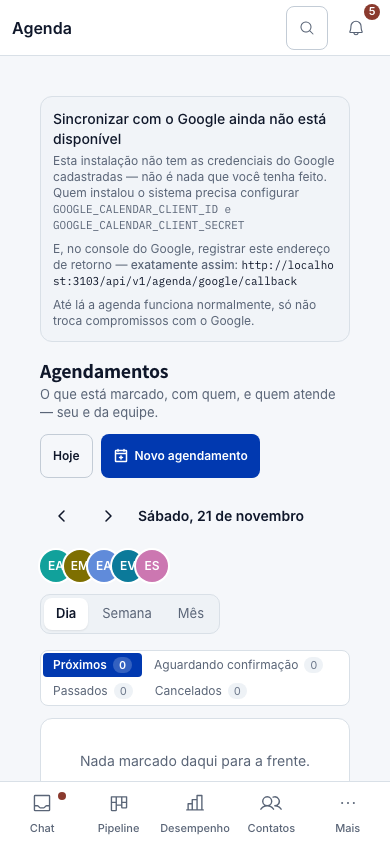 Agenda
5
Sincronizar com o Google ainda não está
disponível
Esta instalação não tem as credenciais do Google
cadastradas — não é nada que você tenha feito.
Quem instalou o sistema precisa configurar
GOOGLE_CALENDAR_CLIENT_ID e
GOOGLE_CALENDAR_CLIENT_SECRET
E, no console do Google, registrar este endereço
de retorno — exatamente assim: http://localho
st:3103/api/v1/agenda/google/callback
Até lá a agenda funciona normalmente, só não
troca compromissos com o Google.
Agendamentos
O que está marcado, com quem, e quem atende
— seu e da equipe.
Hoje
Novo agendamento
Sábado, 21 de novembro
EA EM EA EV ES
Dia Semana Mês
Próximos 0 Aguardando confirmação 0
Passados 0 Cancelados 0
Nada marcado daqui para a frente.
Chat Pipeline Desempenho Contatos Mais